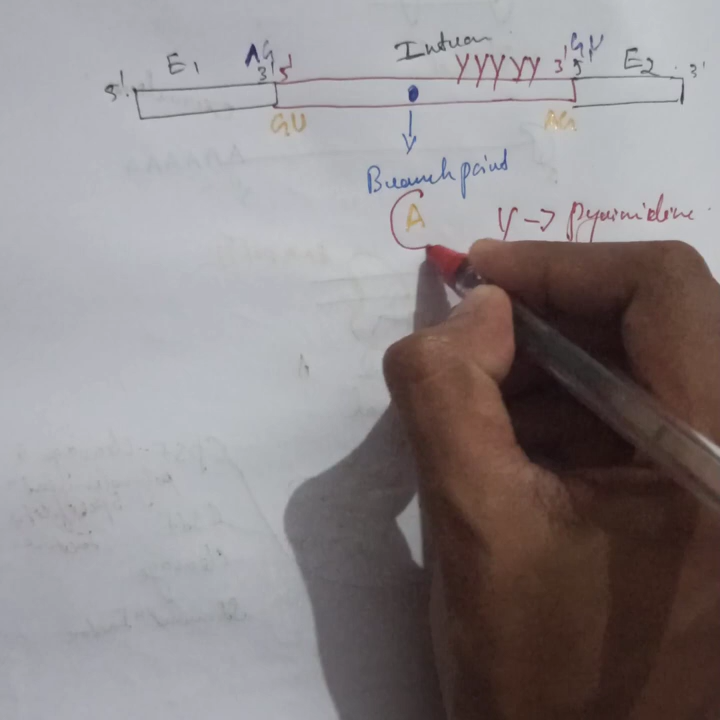 Intron
5' E1 AG 3' 5' YYYYY 3' GU 5' E2 3'
GU AG
Branch point
A Y -> pyrimidine